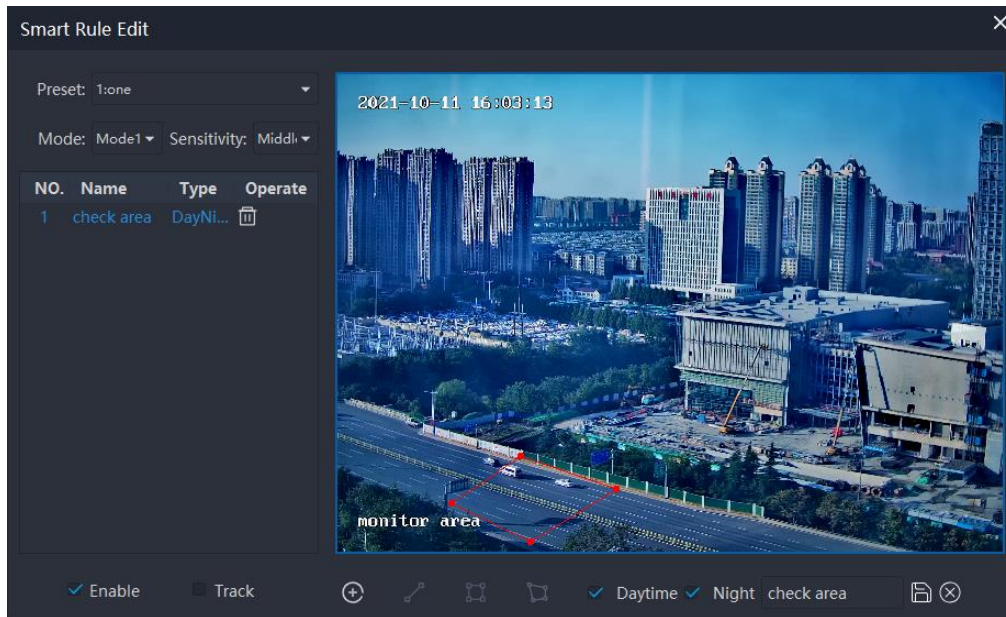 Smart Rule Edit
Preset: 1:one
Mode: Mode1 Sensitivity: Middl
NO. Name Type Operate
1 check area DayNi...
Enable Track
2021-10-11 16:03:13
monitor area
Daytime Night check area